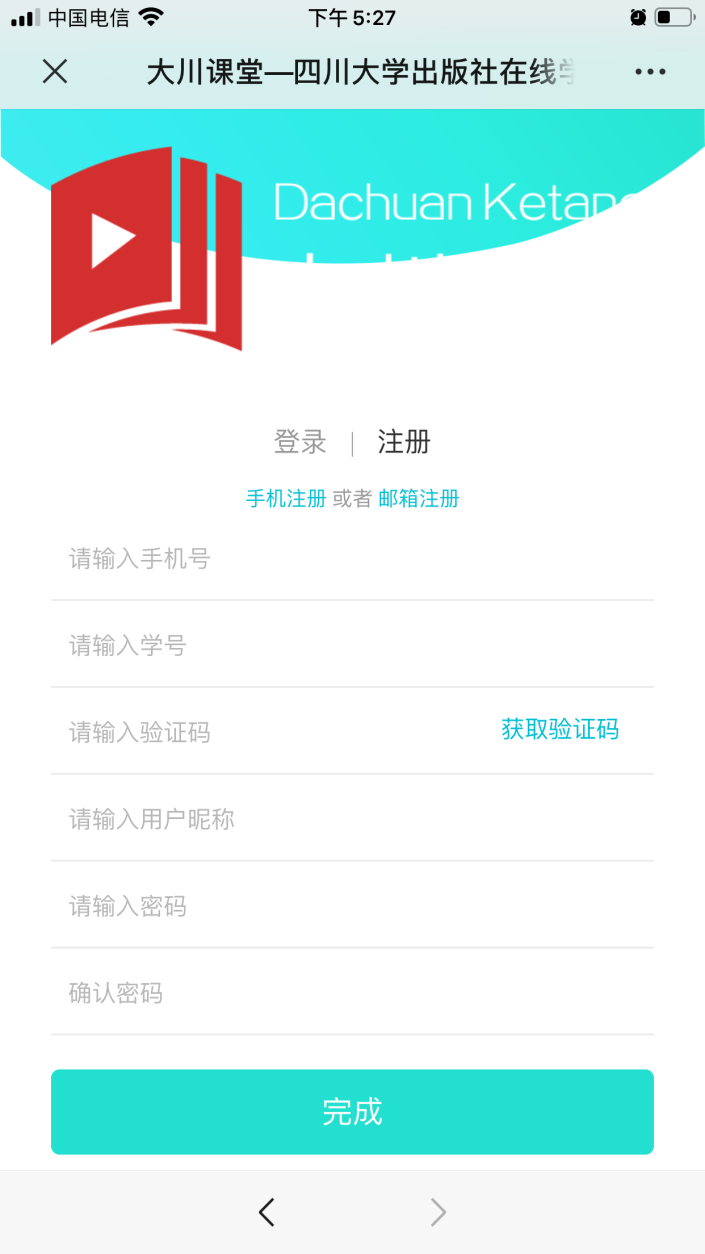 中国电信 下午 5:27
大川课堂—四川大学出版社在线
Dachuan Ketang
登录 | 注册
手机注册 或者 邮箱注册
请输入手机号
请输入学号
请输入验证码 获取验证码
请输入用户昵称
请输入密码
确认密码
完成